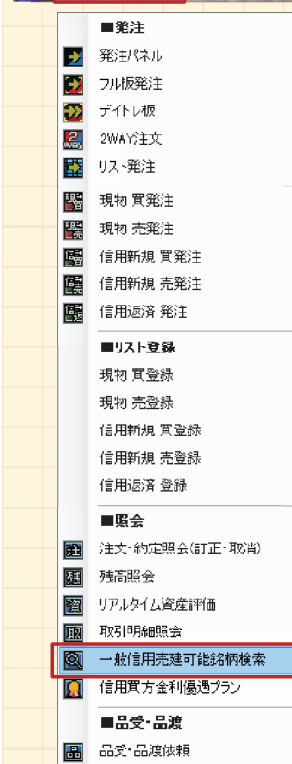 ■発注
発注パネル
フル板発注
デイトレ板
2WAY注文
リスト発注
現物 買発注
現物 売発注
信用新規 買発注
信用新規 売発注
信用返済 発注
■リスト登録
現物 買登録
現物 売登録
信用新規 買登録
信用新規 売登録
信用返済 登録
■照会
注文・約定照会(訂正・取消)
残高照会
リアルタイム資産評価
取引明細照会
一般信用売建可能銘柄検索
信用買方金利優遇プラン
■品受・品渡
品受・品渡依頼